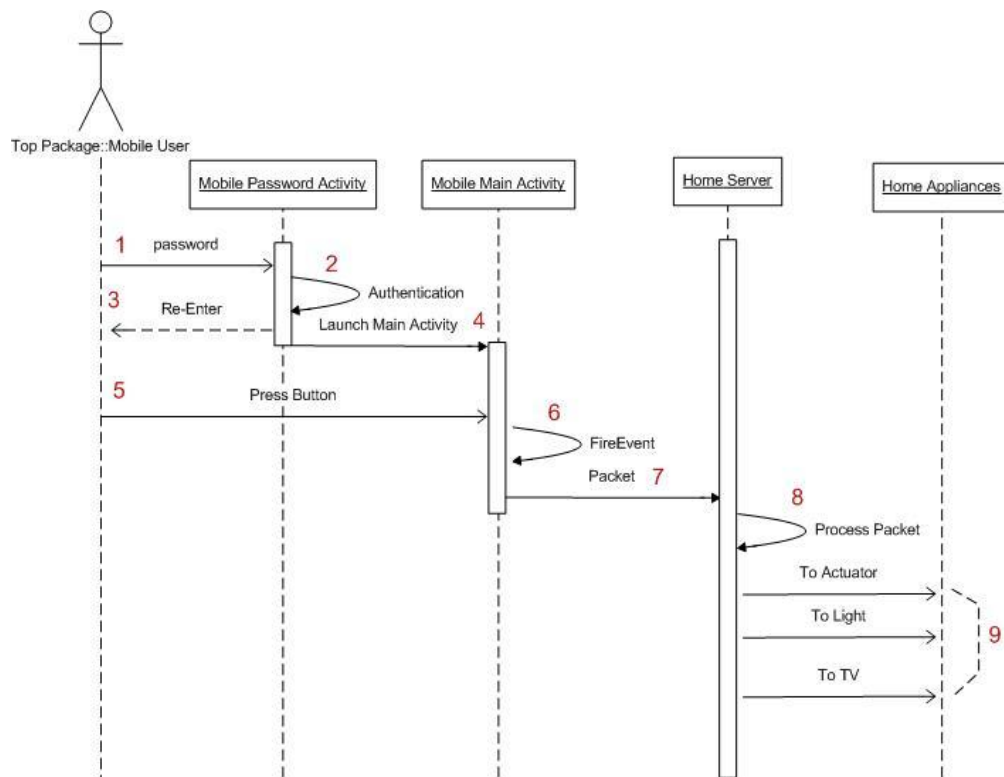 Top Package::Mobile User
Mobile Password Activity
Mobile Main Activity
Home Server
Home Appliances
1
password
2
Authentication
3
Re-Enter
Launch Main Activity
4
5
Press Button
6
FireEvent
Packet
7
8
Process Packet
To Actuator
To Light
9
To TV